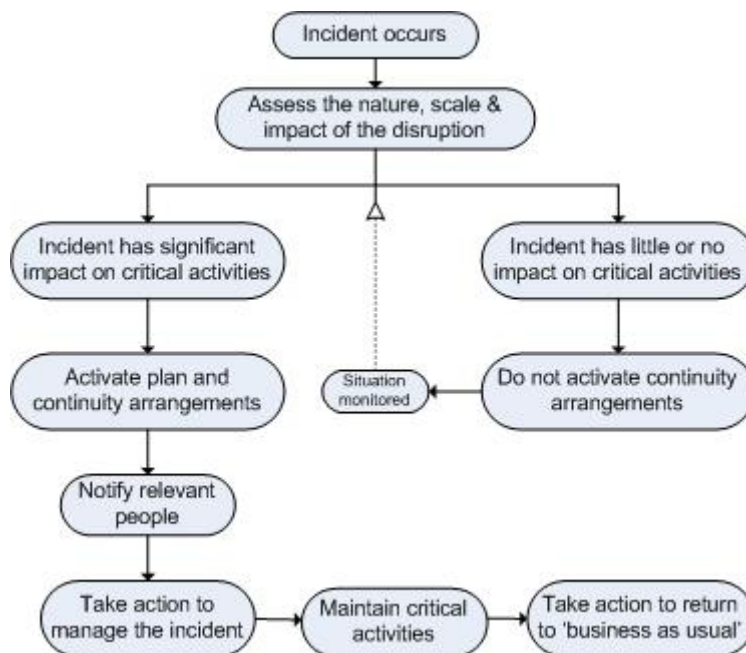 Incident occurs
Assess the nature, scale &
impact of the disruption
Incident has significant
impact on critical activities
Incident has little or no
impact on critical activities
Activate plan and
continuity arrangements
Situation
monitored
Do not activate continuity
arrangements
Notify relevant
people
Take action to
manage the incident
Maintain critical
activities
Take action to return
to 'business as usual'